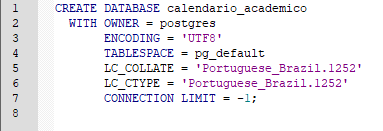 1 CREATE DATABASE calendario_academico
2 WITH OWNER = postgres
3 ENCODING = 'UTF8'
4 TABLESPACE = pg_default
5 LC_COLLATE = 'Portuguese_Brazil.1252'
6 LC_CTYPE = 'Portuguese_Brazil.1252'
7 CONNECTION LIMIT = -1;
8